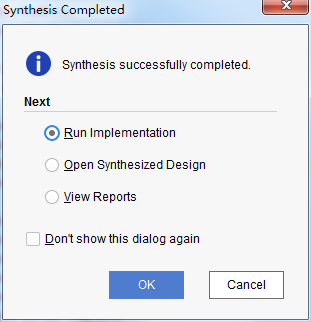 Synthesis Completed
Synthesis successfully completed.
Next
Run Implementation
Open Synthesized Design
View Reports
Don't show this dialog again
OK
Cancel